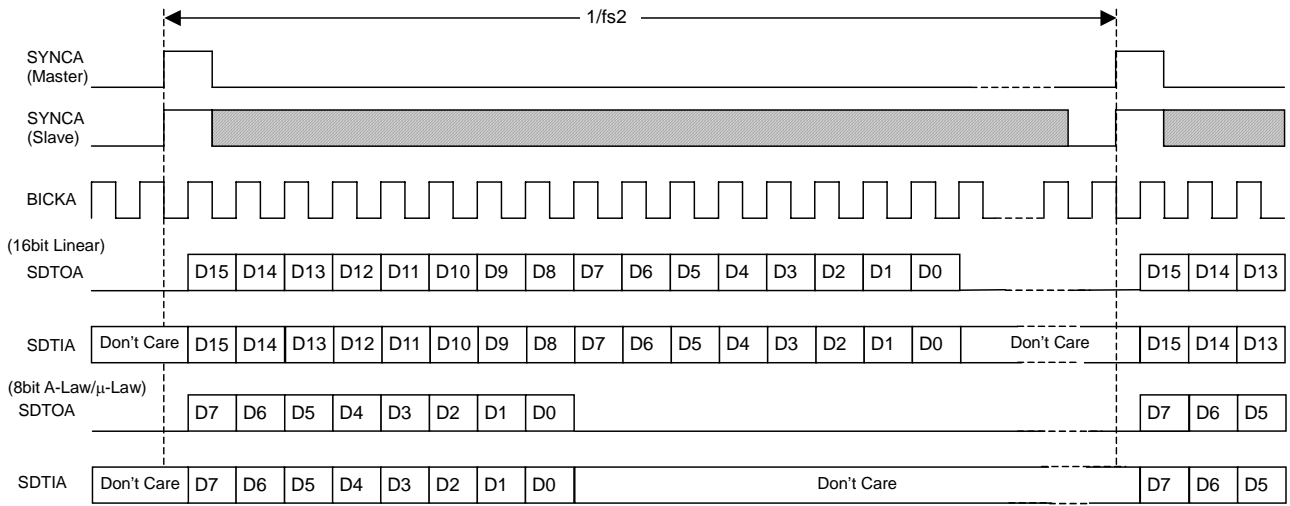 1/fs2
SYNCA
(Master)
SYNCA
(Slave)
BICKA
(16bit Linear)
SDTOA D15 D14 D13 D12 D11 D10 D9 D8 D7 D6 D5 D4 D3 D2 D1 D0 D15 D14 D13
SDTIA Don't Care D15 D14 D13 D12 D11 D10 D9 D8 D7 D6 D5 D4 D3 D2 D1 D0 Don't Care D15 D14 D13
(8bit A-Law/μ-Law)
SDTOA D7 D6 D5 D4 D3 D2 D1 D0 D7 D6 D5
SDTIA Don't Care D7 D6 D5 D4 D3 D2 D1 D0 Don't Care D7 D6 D5